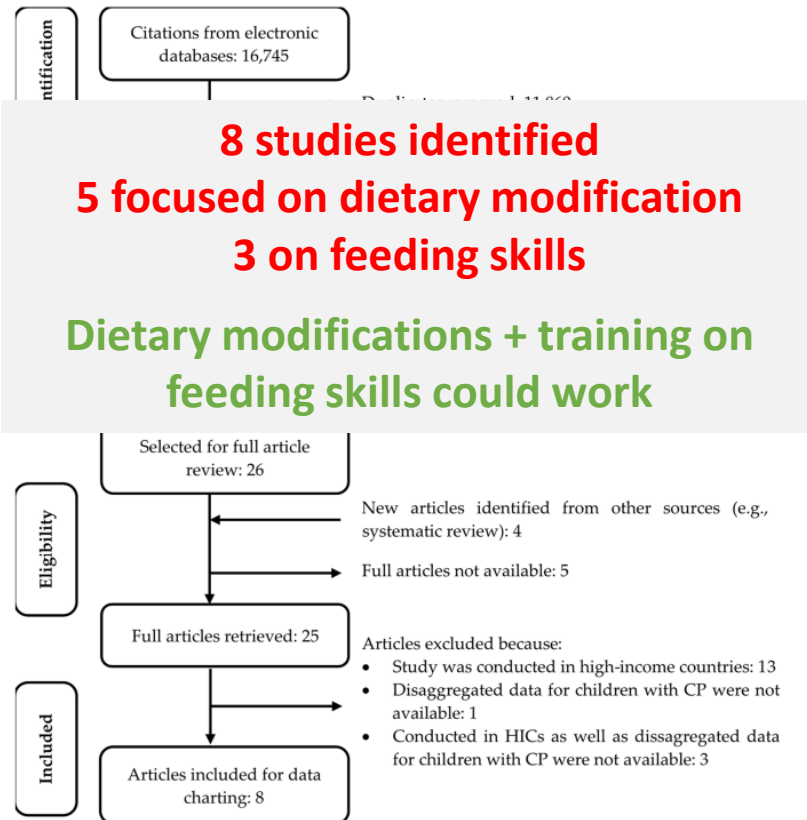 Citations from electronic
databases: 16,745
8 studies identified
5 focused on dietary modification
3 on feeding skills
Dietary modifications + training on
feeding skills could work
Selected for full article
review: 26
New articles identified from other sources (e.g.,
systematic review): 4
Eligibility
Full articles not available: 5
Full articles retrieved: 25
Articles excluded because:
• Study was conducted in high-income countries: 13
• Disaggregated data for children with CP were not
available: 1
• Conducted in HICs as well as dissagregated data
for children with CP were not available: 3
Included
Articles included for data
charting: 8